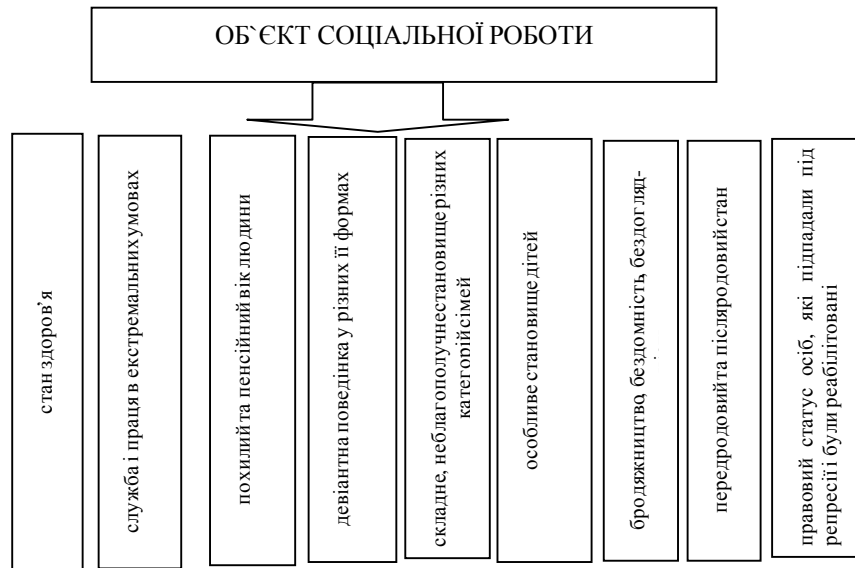 ОБ`ЄКТ СОЦІАЛЬНОЇ РОБОТИ
стан здоров’я
служба і праця в екстремальних умовах
похилий та пенсійний вік людини
девіантна поведінка у різних її формах
складне, неблагополучне становище різних
категорій сімей
особливе становище дітей
бродяжництво, бездомність, бездогляд-
передродовий та післяродовий стан
правовий статус осіб, які підпадали під
репресії і були реабілітовані